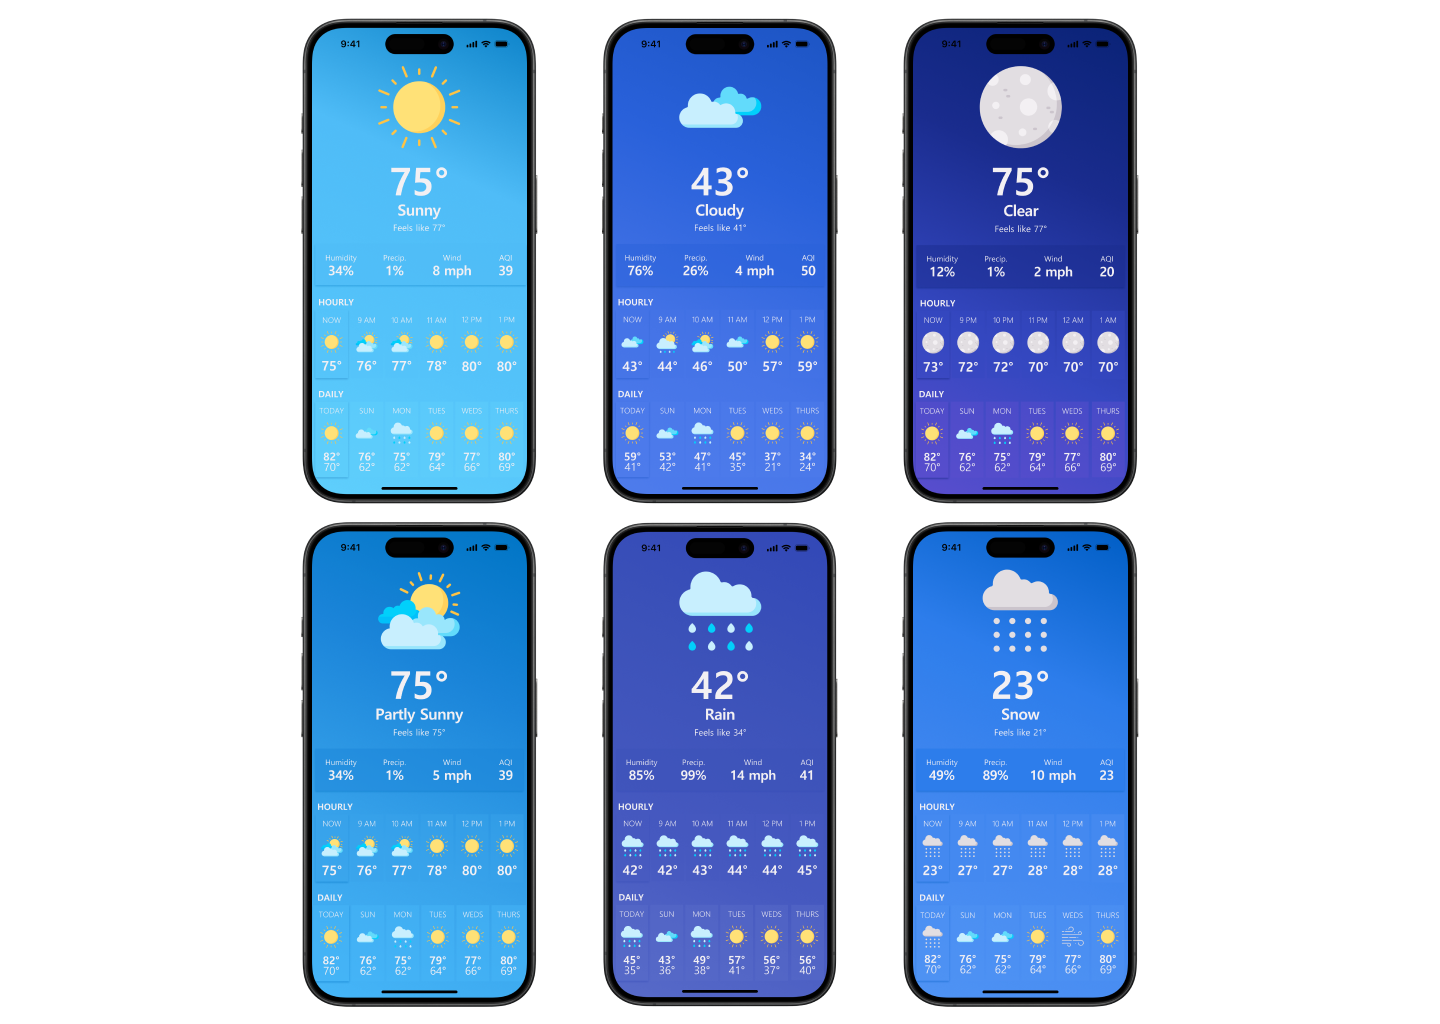 9:41
75°
Sunny
Feels like 77°
Humidity Precip. Wind AQI
34% 1% 8 mph 39
HOURLY
NOW 9 AM 10 AM 11 AM 12 PM 1 PM
75° 76° 77° 78° 80° 80°
DAILY
TODAY SUN MON TUES WEDS THURS
82° 76° 75° 79° 77° 80°
70° 62° 62° 64° 66° 69°
9:41
43°
Cloudy
Feels like 41°
Humidity Precip. Wind AQI
76% 26% 4 mph 50
HOURLY
NOW 9 AM 10 AM 11 AM 12 PM 1 PM
43° 44° 46° 50° 57° 59°
DAILY
TODAY SUN MON TUES WEDS THURS
59° 53° 47° 45° 37° 34°
41° 42° 41° 35° 21° 24°
9:41
75°
Clear
Feels like 77°
Humidity Precip. Wind AQI
12% 1% 2 mph 20
HOURLY
NOW 9 PM 10 PM 11 PM 12 AM 1 AM
73° 72° 72° 70° 70° 70°
DAILY
TODAY SUN MON TUES WEDS THURS
82° 76° 75° 79° 77° 80°
70° 62° 62° 64° 66° 69°
9:41
75°
Partly Sunny
Feels like 75°
Humidity Precip. Wind AQI
34% 1% 5 mph 39
HOURLY
NOW 9 AM 10 AM 11 AM 12 PM 1 PM
75° 76° 77° 78° 80° 80°
DAILY
TODAY SUN MON TUES WEDS THURS
82° 76° 75° 79° 77° 80°
70° 62° 62° 64° 66° 69°
9:41
42°
Rain
Feels like 34°
Humidity Precip. Wind AQI
85% 99% 14 mph 41
HOURLY
NOW 9 AM 10 AM 11 AM 12 PM 1 PM
42° 42° 43° 44° 44° 45°
DAILY
TODAY SUN MON TUES WEDS THURS
45° 43° 49° 57° 56° 56°
35° 36° 38° 41° 37° 40°
9:41
23°
Snow
Feels like 21°
Humidity Precip. Wind AQI
49% 89% 10 mph 23
HOURLY
NOW 9 AM 10 AM 11 AM 12 PM 1 PM
23° 27° 27° 28° 28° 28°
DAILY
TODAY SUN MON TUES WEDS THURS
82° 76° 75° 79° 77° 80°
70° 62° 62° 64° 66° 69°